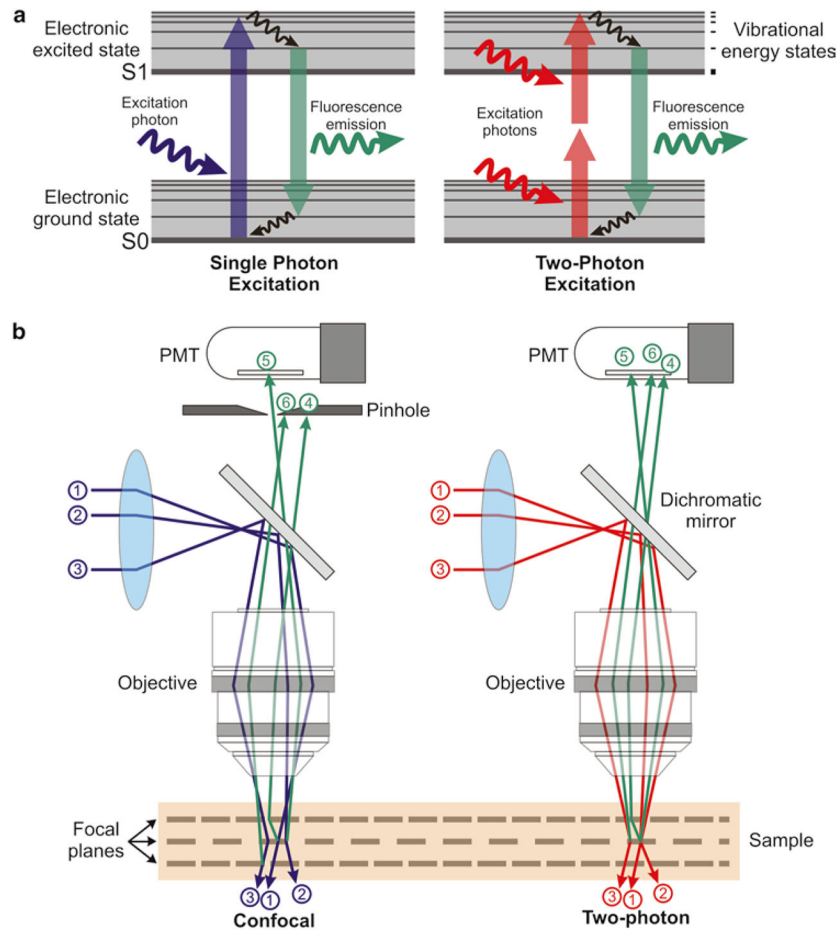 a
Electronic
excited state
S1
Vibrational
energy states
Excitation
photon
Fluorescence
emission
Excitation
photons
Fluorescence
emission
Electronic
ground state
S0
Single Photon
Excitation
Two-Photon
Excitation
b
PMT
5
PMT
5
6
4
6
4
Pinhole
1
2
3
1
2
3
Dichromatic
mirror
Objective
Objective
Focal
planes
Sample
3
1
2
3
1
2
Confocal
Two-photon